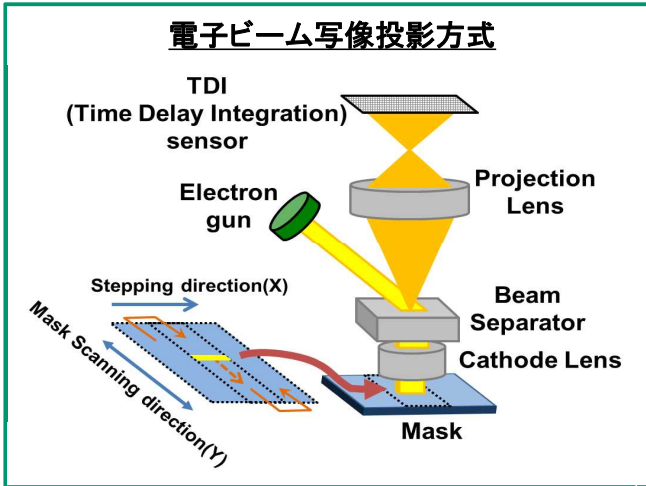 電子ビーム写像投影方式
TDI
(Time Delay Integration)
sensor
Electron
gun
Projection
Lens
Stepping direction(X)
Beam
Separator
Mask Scanning direction(Y)
Cathode Lens
Mask